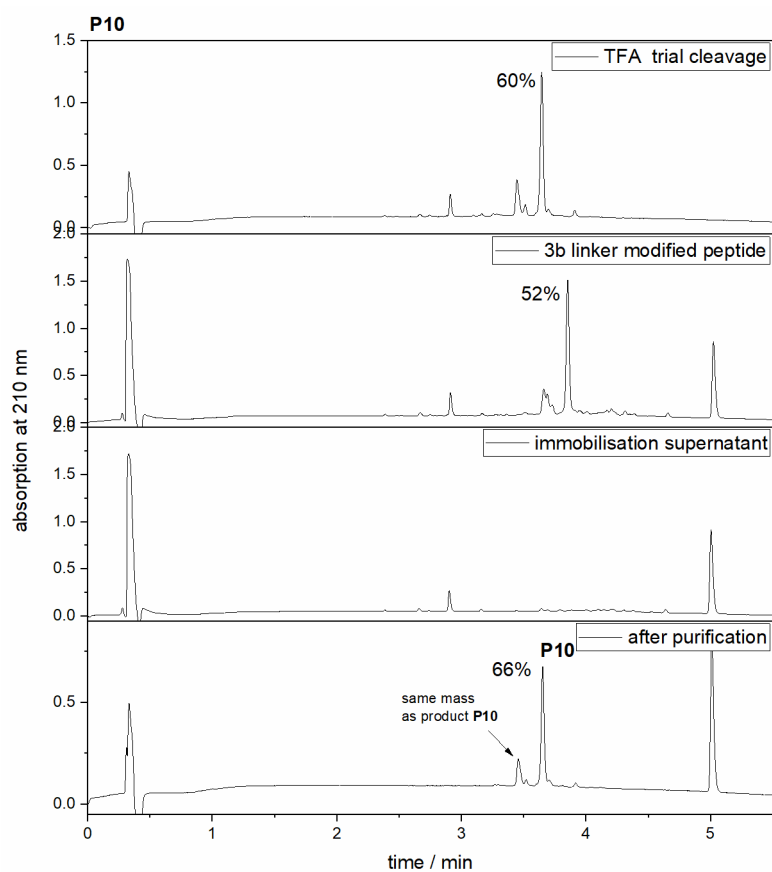 P10
1.5
TFA trial cleavage
60%
1.0
0.5
0.0
2.0
3b linker modified peptide
1.5
52%
1.0
0.5
0.0
2.0
immobilisation supernatant
1.5
1.0
0.5
0.0
after purification
P10
66%
same mass
as product P10
0.5
0.0
0 1 2 3 4 5
time / min
absorption at 210 nm